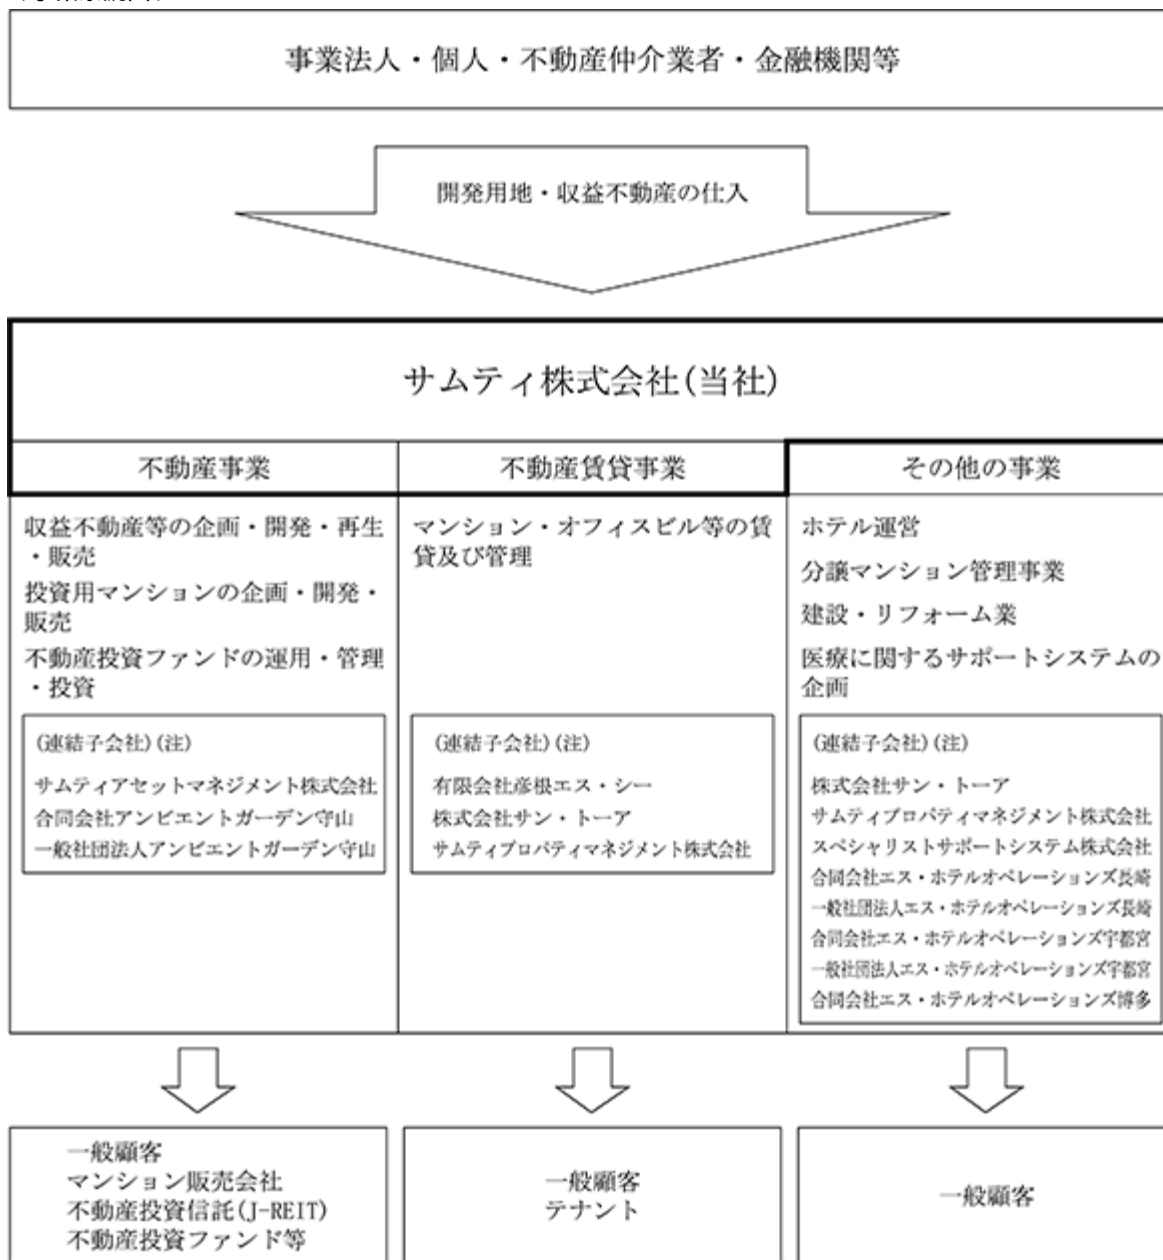 事業法人・個人・不動産仲介業者・金融機関等
開発用地・収益不動産の仕入
サムティ株式会社(当社)
不動産事業
収益不動産等の企画・開発・再生
・販売
投資用マンションの企画・開発・
販売
不動産投資ファンドの運用・管理
・投資
(連結子会社)(注)
サムティアセットマネジメント株式会社
合同会社アンビエントガーデン守山
一般社団法人アンビエントガーデン守山
不動産賃貸事業
マンション・オフィスビル等の賃
貸及び管理
(連結子会社)(注)
有限会社彦根エス・シー
株式会社サン・トーア
サムティプロパティマネジメント株式会社
その他の事業
ホテル運営
分譲マンション管理事業
建設・リフォーム業
医療に関するサポートシステムの
企画
(連結子会社)(注)
株式会社サン・トーア
サムティプロパティマネジメント株式会社
スペシャリストサポートシステム株式会社
合同会社エス・ホテルオペレーションズ長崎
一般社団法人エス・ホテルオペレーションズ長崎
合同会社エス・ホテルオペレーションズ宇都宮
一般社団法人エス・ホテルオペレーションズ宇都宮
合同会社エス・ホテルオペレーションズ博多
一般顧客
マンション販売会社
不動産投資信託(J-REIT)
不動産投資ファンド等
一般顧客
テナント
一般顧客